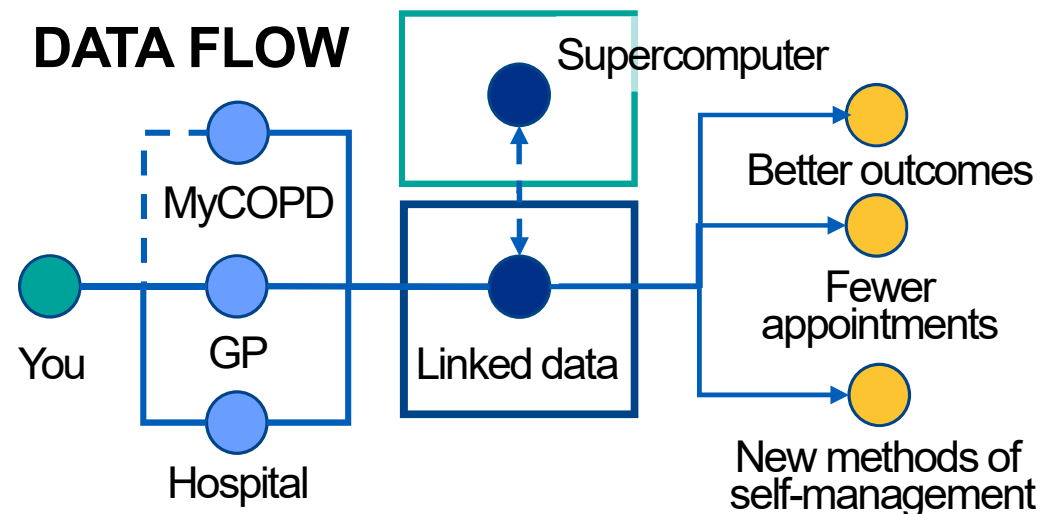 DATA FLOW
Supercomputer
MyCOPD
Better outcomes
You
GP
Linked data
Fewer
appointments
Hospital
New methods of
self-management